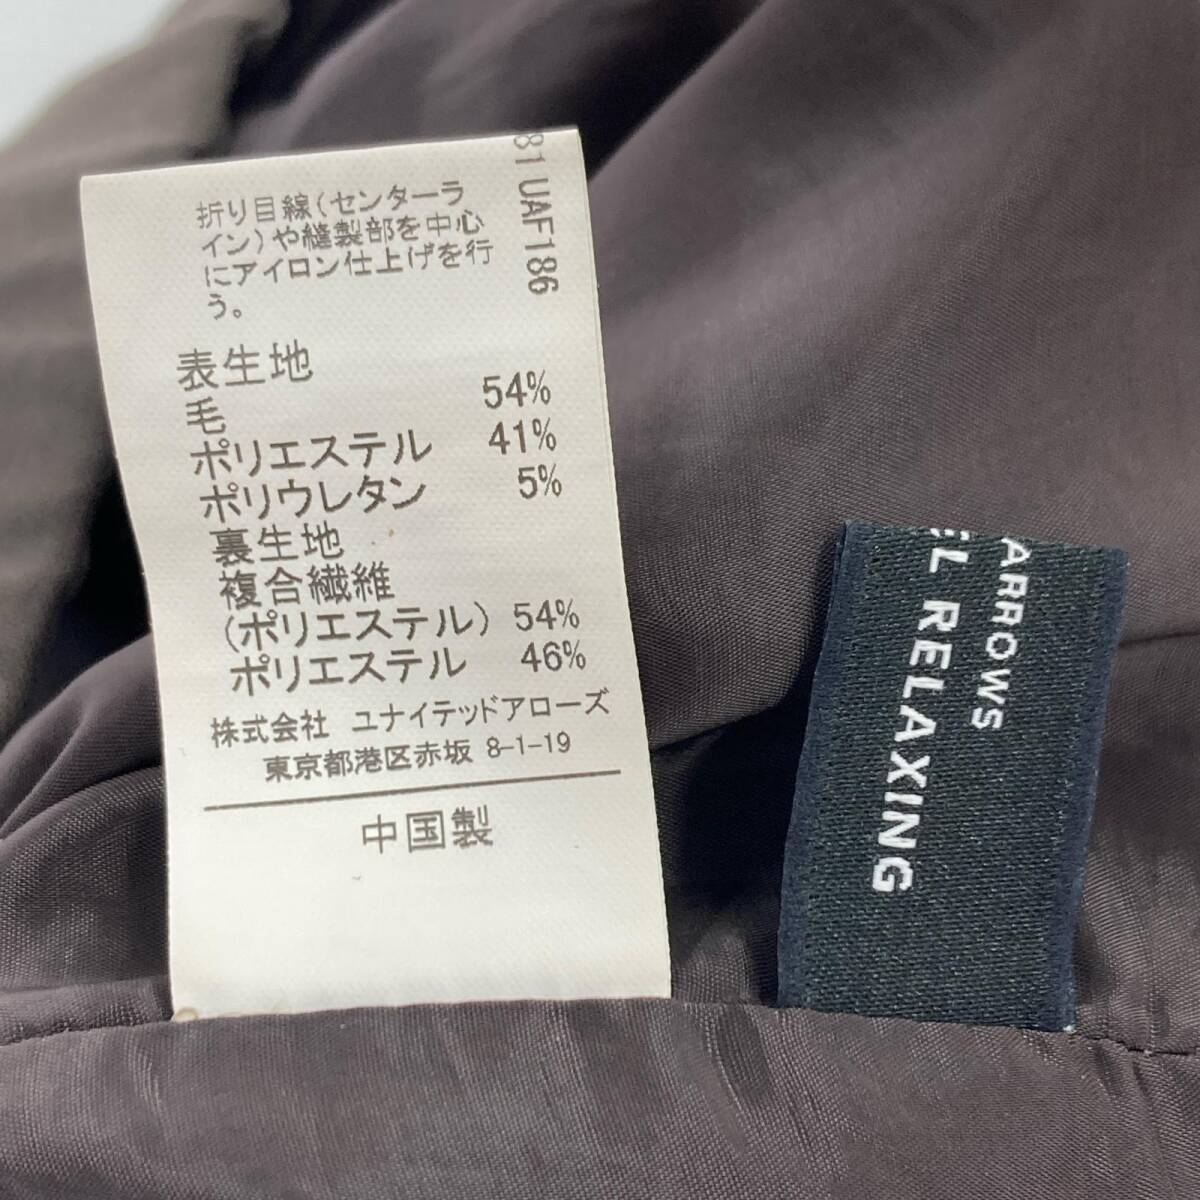 81 UAF186
折り目線(センターラ
イン)や縫製部を中心
にアイロン仕上げを行
う。
表生地
毛 54%
ポリエステル 41%
ポリウレタン 5%
裏生地
複合繊維
(ポリエステル) 54%
ポリエステル 46%
株式会社 ユナイテッドアローズ
東京都港区赤坂 8-1-19
中国製
ARROWS
EL RELAXING